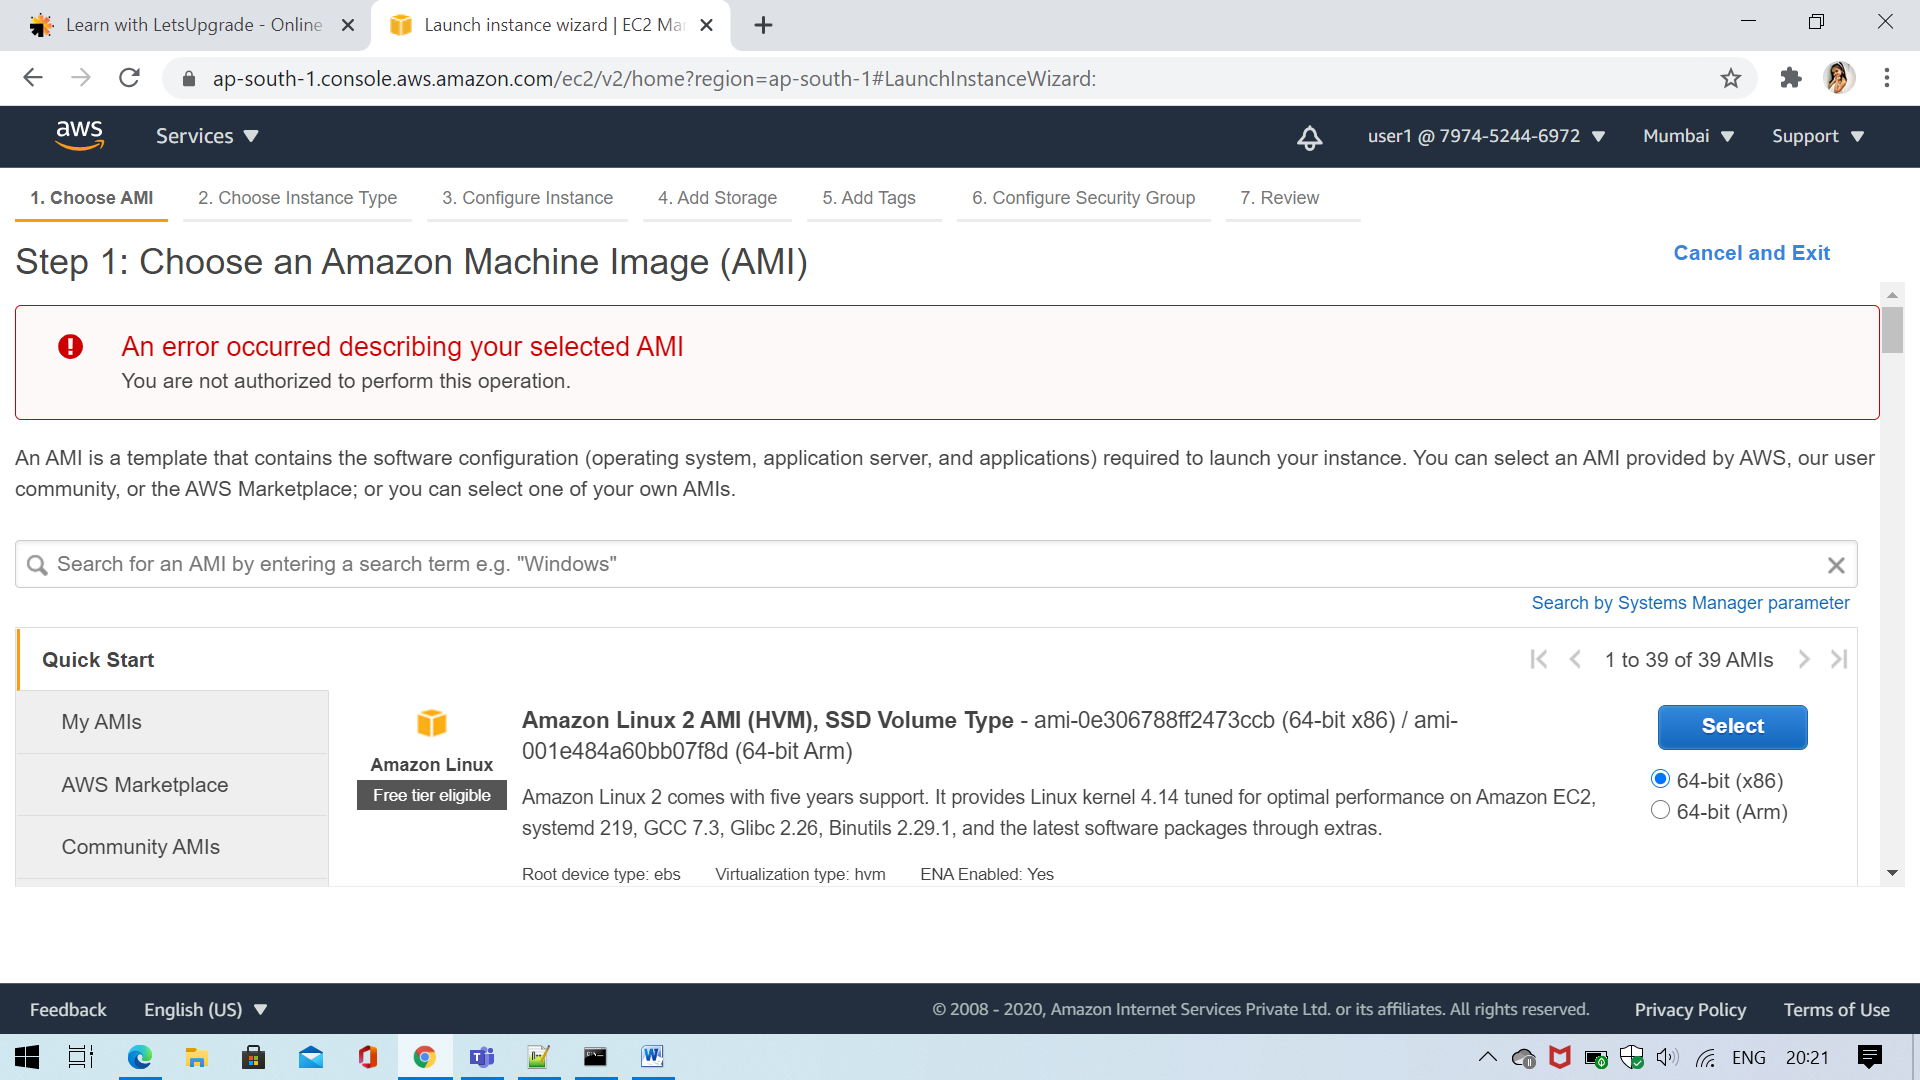 Learn with LetsUpgrade - Online
Launch instance wizard | EC2 Mar
ap-south-1.console.aws.amazon.com/ec2/v2/home?region=ap-south-1#LaunchInstanceWizard:
aws
Services
user1 @ 7974-5244-6972
Mumbai
Support
1. Choose AMI
2. Choose Instance Type
3. Configure Instance
4. Add Storage
5. Add Tags
6. Configure Security Group
7. Review
Step 1: Choose an Amazon Machine Image (AMI)
Cancel and Exit
An error occurred describing your selected AMI
You are not authorized to perform this operation.
An AMI is a template that contains the software configuration (operating system, application server, and applications) required to launch your instance. You can select an AMI provided by AWS, our user
community, or the AWS Marketplace; or you can select one of your own AMIs.
Search for an AMI by entering a search term e.g. "Windows"
Search by Systems Manager parameter
Quick Start
1 to 39 of 39 AMIs
My AMIs
AWS Marketplace
Community AMIs
Amazon Linux
Free tier eligible
Amazon Linux 2 AMI (HVM), SSD Volume Type - ami-0e306788ff2473ccb (64-bit x86) / ami-
001e484a60bb07f8d (64-bit Arm)
Amazon Linux 2 comes with five years support. It provides Linux kernel 4.14 tuned for optimal performance on Amazon EC2,
systemd 219, GCC 7.3, Glibc 2.26, Binutils 2.29.1, and the latest software packages through extras.
Root device type: ebs
Virtualization type: hvm
ENA Enabled: Yes
Select
64-bit (x86)
64-bit (Arm)
Feedback
English (US)
© 2008 - 2020, Amazon Internet Services Private Ltd. or its affiliates. All rights reserved.
Privacy Policy
Terms of Use
ENG
20:21